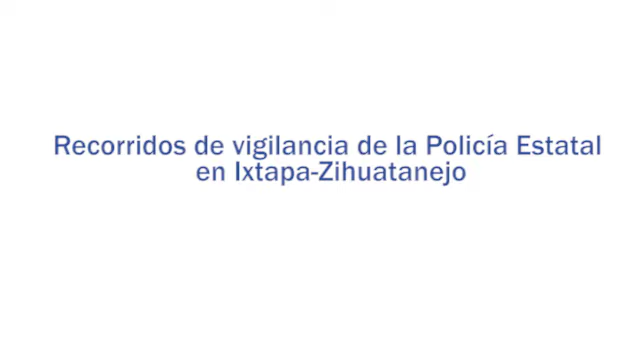 Recorridos de vigilancia de la Policía Estatal
en Ixtapa-Zihuatanejo